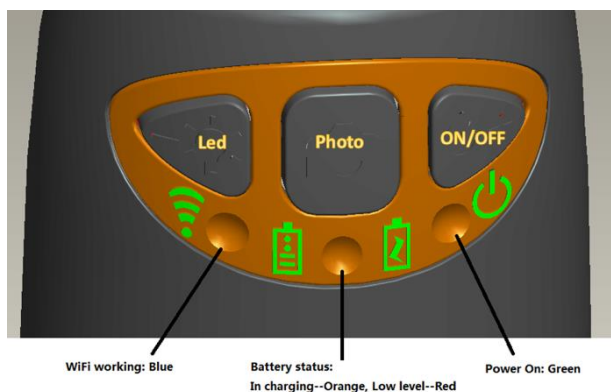 Led
Photo
ON/OFF
WiFi working: Blue
Battery status:
In charging--Orange, Low level--Red
Power On: Green